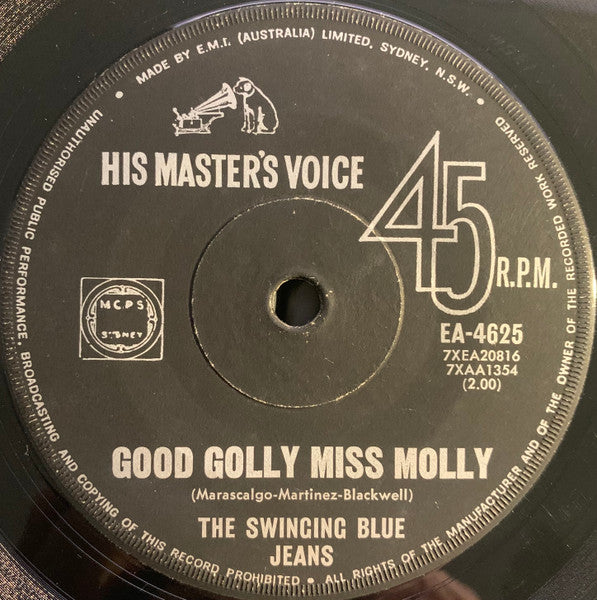 MADE BY E.M.I. (AUSTRALIA) LIMITED, SYDNEY, N.S.W. •
HIS MASTER'S VOICE
45 R.P.M.
M.C.P.S
SYDNEY
EA-4625
7XEA20816
7XAA1354
(2.00)
GOOD GOLLY MISS MOLLY
(Marascalgo-Martinez-Blackwell)
THE SWINGING BLUE
JEANS
ALL RIGHTS OF THE MANUFACTURER AND OF THE OWNER OF THE RECORDED WORK RESERVED
UNAUTHORISED PUBLIC PERFORMANCE, BROADCASTING AND COPYING OF THIS RECORD PROHIBITED •